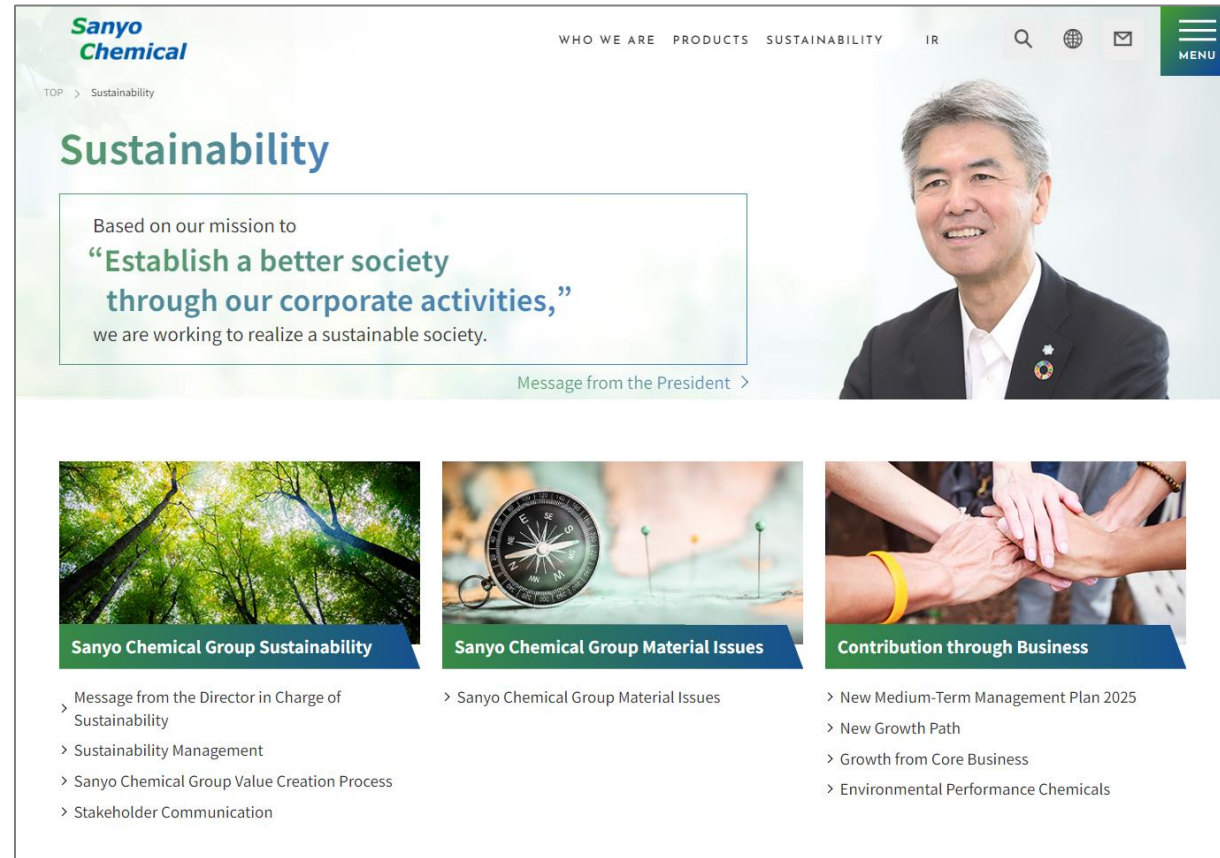 Sanyo
Chemical
WHO WE ARE PRODUCTS SUSTAINABILITY IR
MENU
TOP > Sustainability
Sustainability
Based on our mission to
“Establish a better society
through our corporate activities,”
we are working to realize a sustainable society.
Message from the President >
Sanyo Chemical Group Sustainability
> Message from the Director in Charge of
Sustainability
> Sustainability Management
> Sanyo Chemical Group Value Creation Process
> Stakeholder Communication
E
SE
S
NE
N
NW
W
Sanyo Chemical Group Material Issues
> Sanyo Chemical Group Material Issues
Contribution through Business
> New Medium-Term Management Plan 2025
> New Growth Path
> Growth from Core Business
> Environmental Performance Chemicals